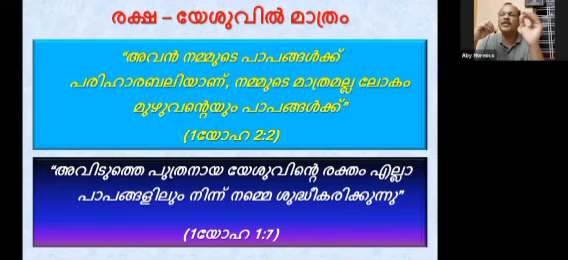 രക്ഷ – യേശുവിൽ മാത്രം
“അവൻ നമ്മുടെ പാപങ്ങൾക്ക്
പരിഹാരബലിയാണ്, നമ്മുടെ മാത്രമല്ല ലോകം
മുഴുവന്റെയും പാപങ്ങൾക്ക്”
(1യോഹ 2:2)
“അവിടുത്തെ പുത്രനായ യേശുവിന്റെ രക്തം എല്ലാ
പാപങ്ങളിലും നിന്ന് നമ്മെ ശുദ്ധീകരിക്കുന്നു”
(1യോഹ 1:7)